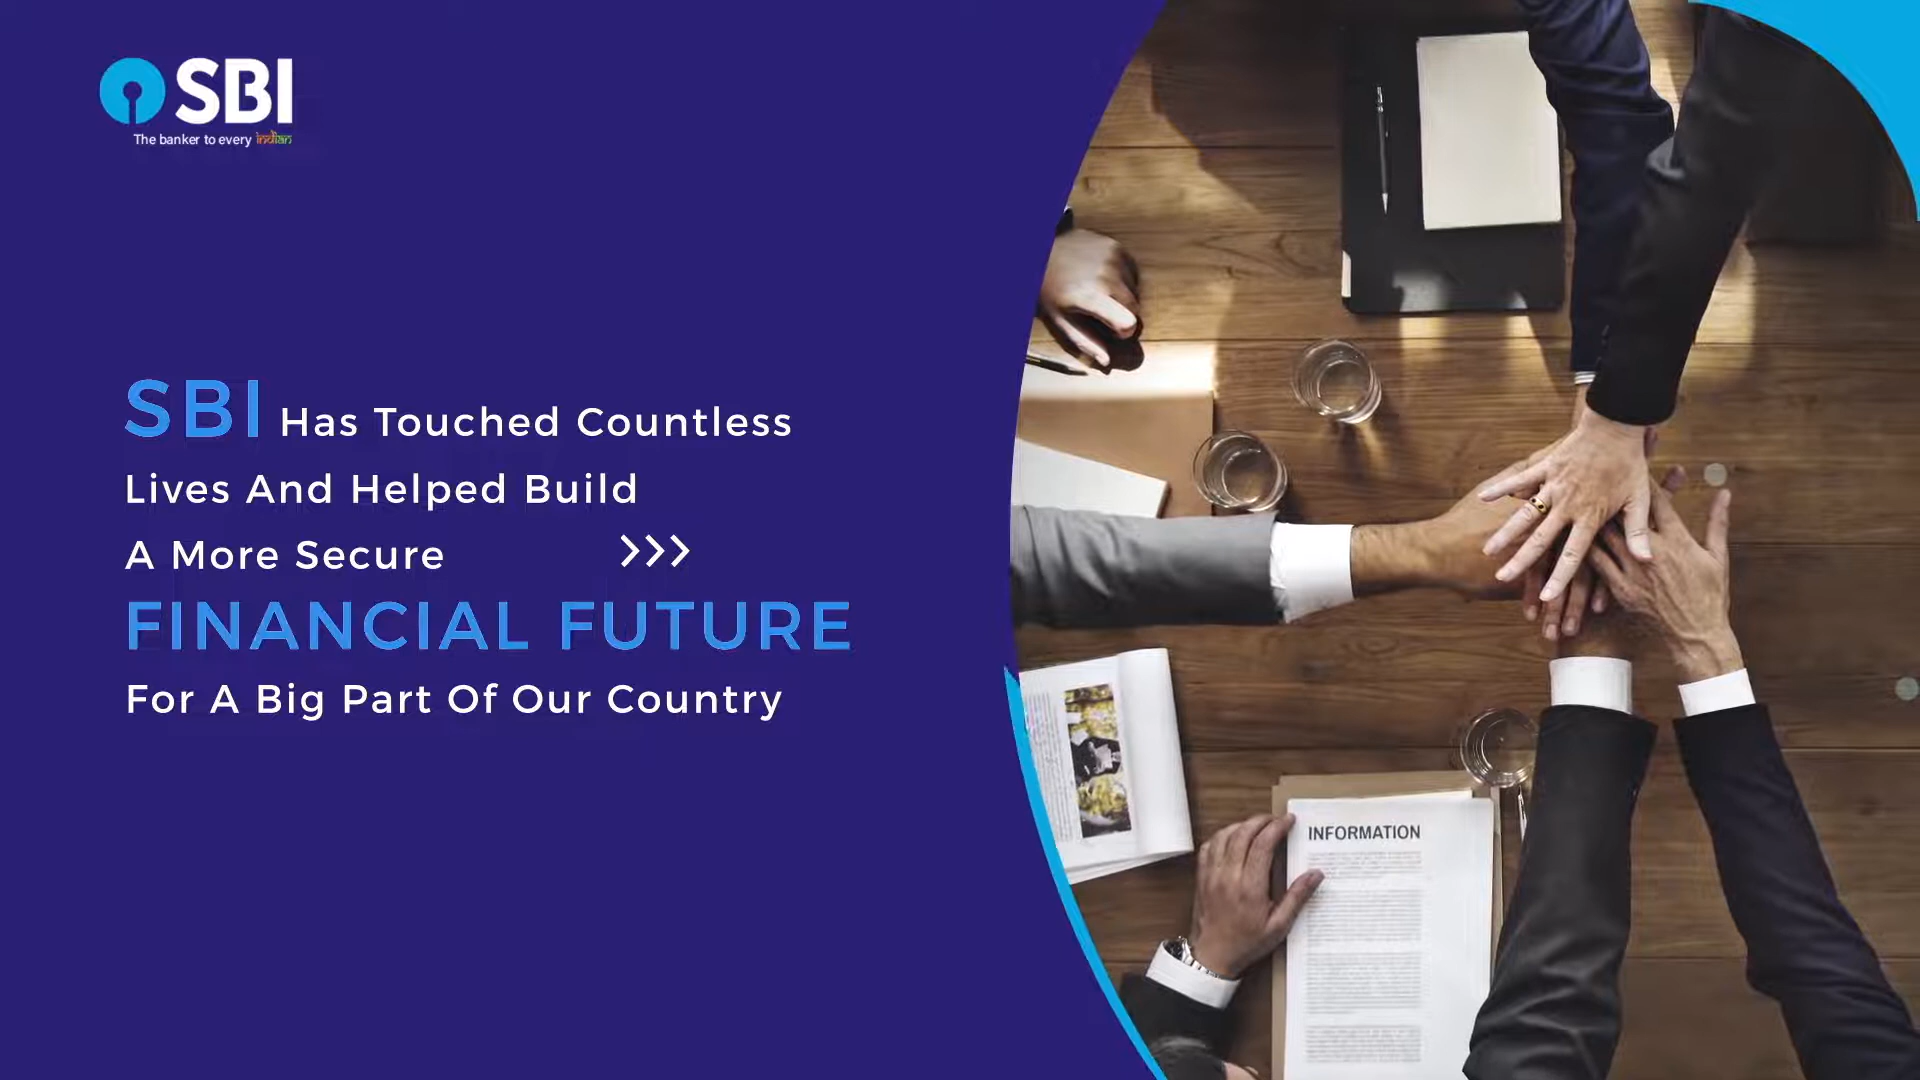 SBI
The banker to every indian
SBI Has Touched Countless
Lives And Helped Build
A More Secure
FINANCIAL FUTURE
For A Big Part Of Our Country
INFORMATION